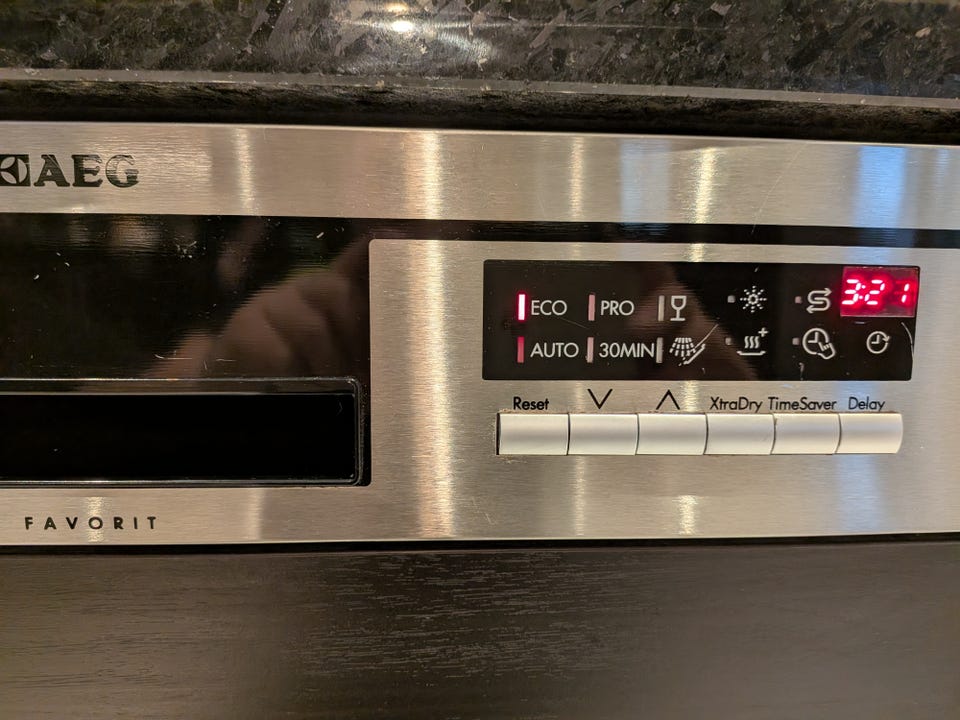 AEG
3:21
ECO PRO
AUTO 30MIN
Reset XtraDry TimeSaver Delay
FAVORIT